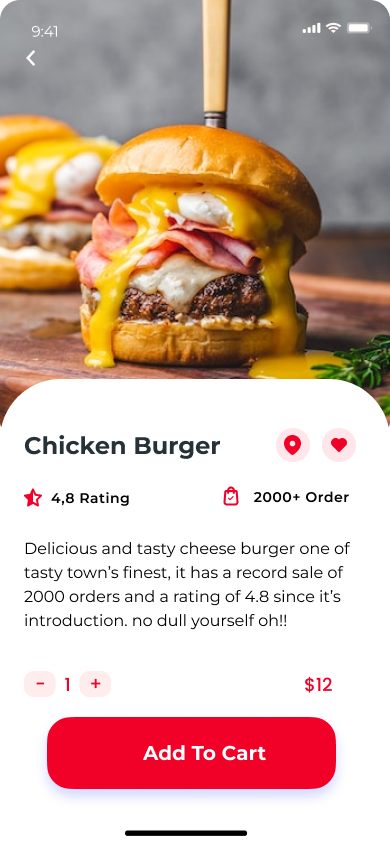 9:41
Chicken Burger
4,8 Rating
2000+ Order
Delicious and tasty cheese burger one of
tasty town's finest, it has a record sale of
2000 orders and a rating of 4.8 since it's
introduction. no dull yourself oh!!
- 1 +
$12
Add To Cart